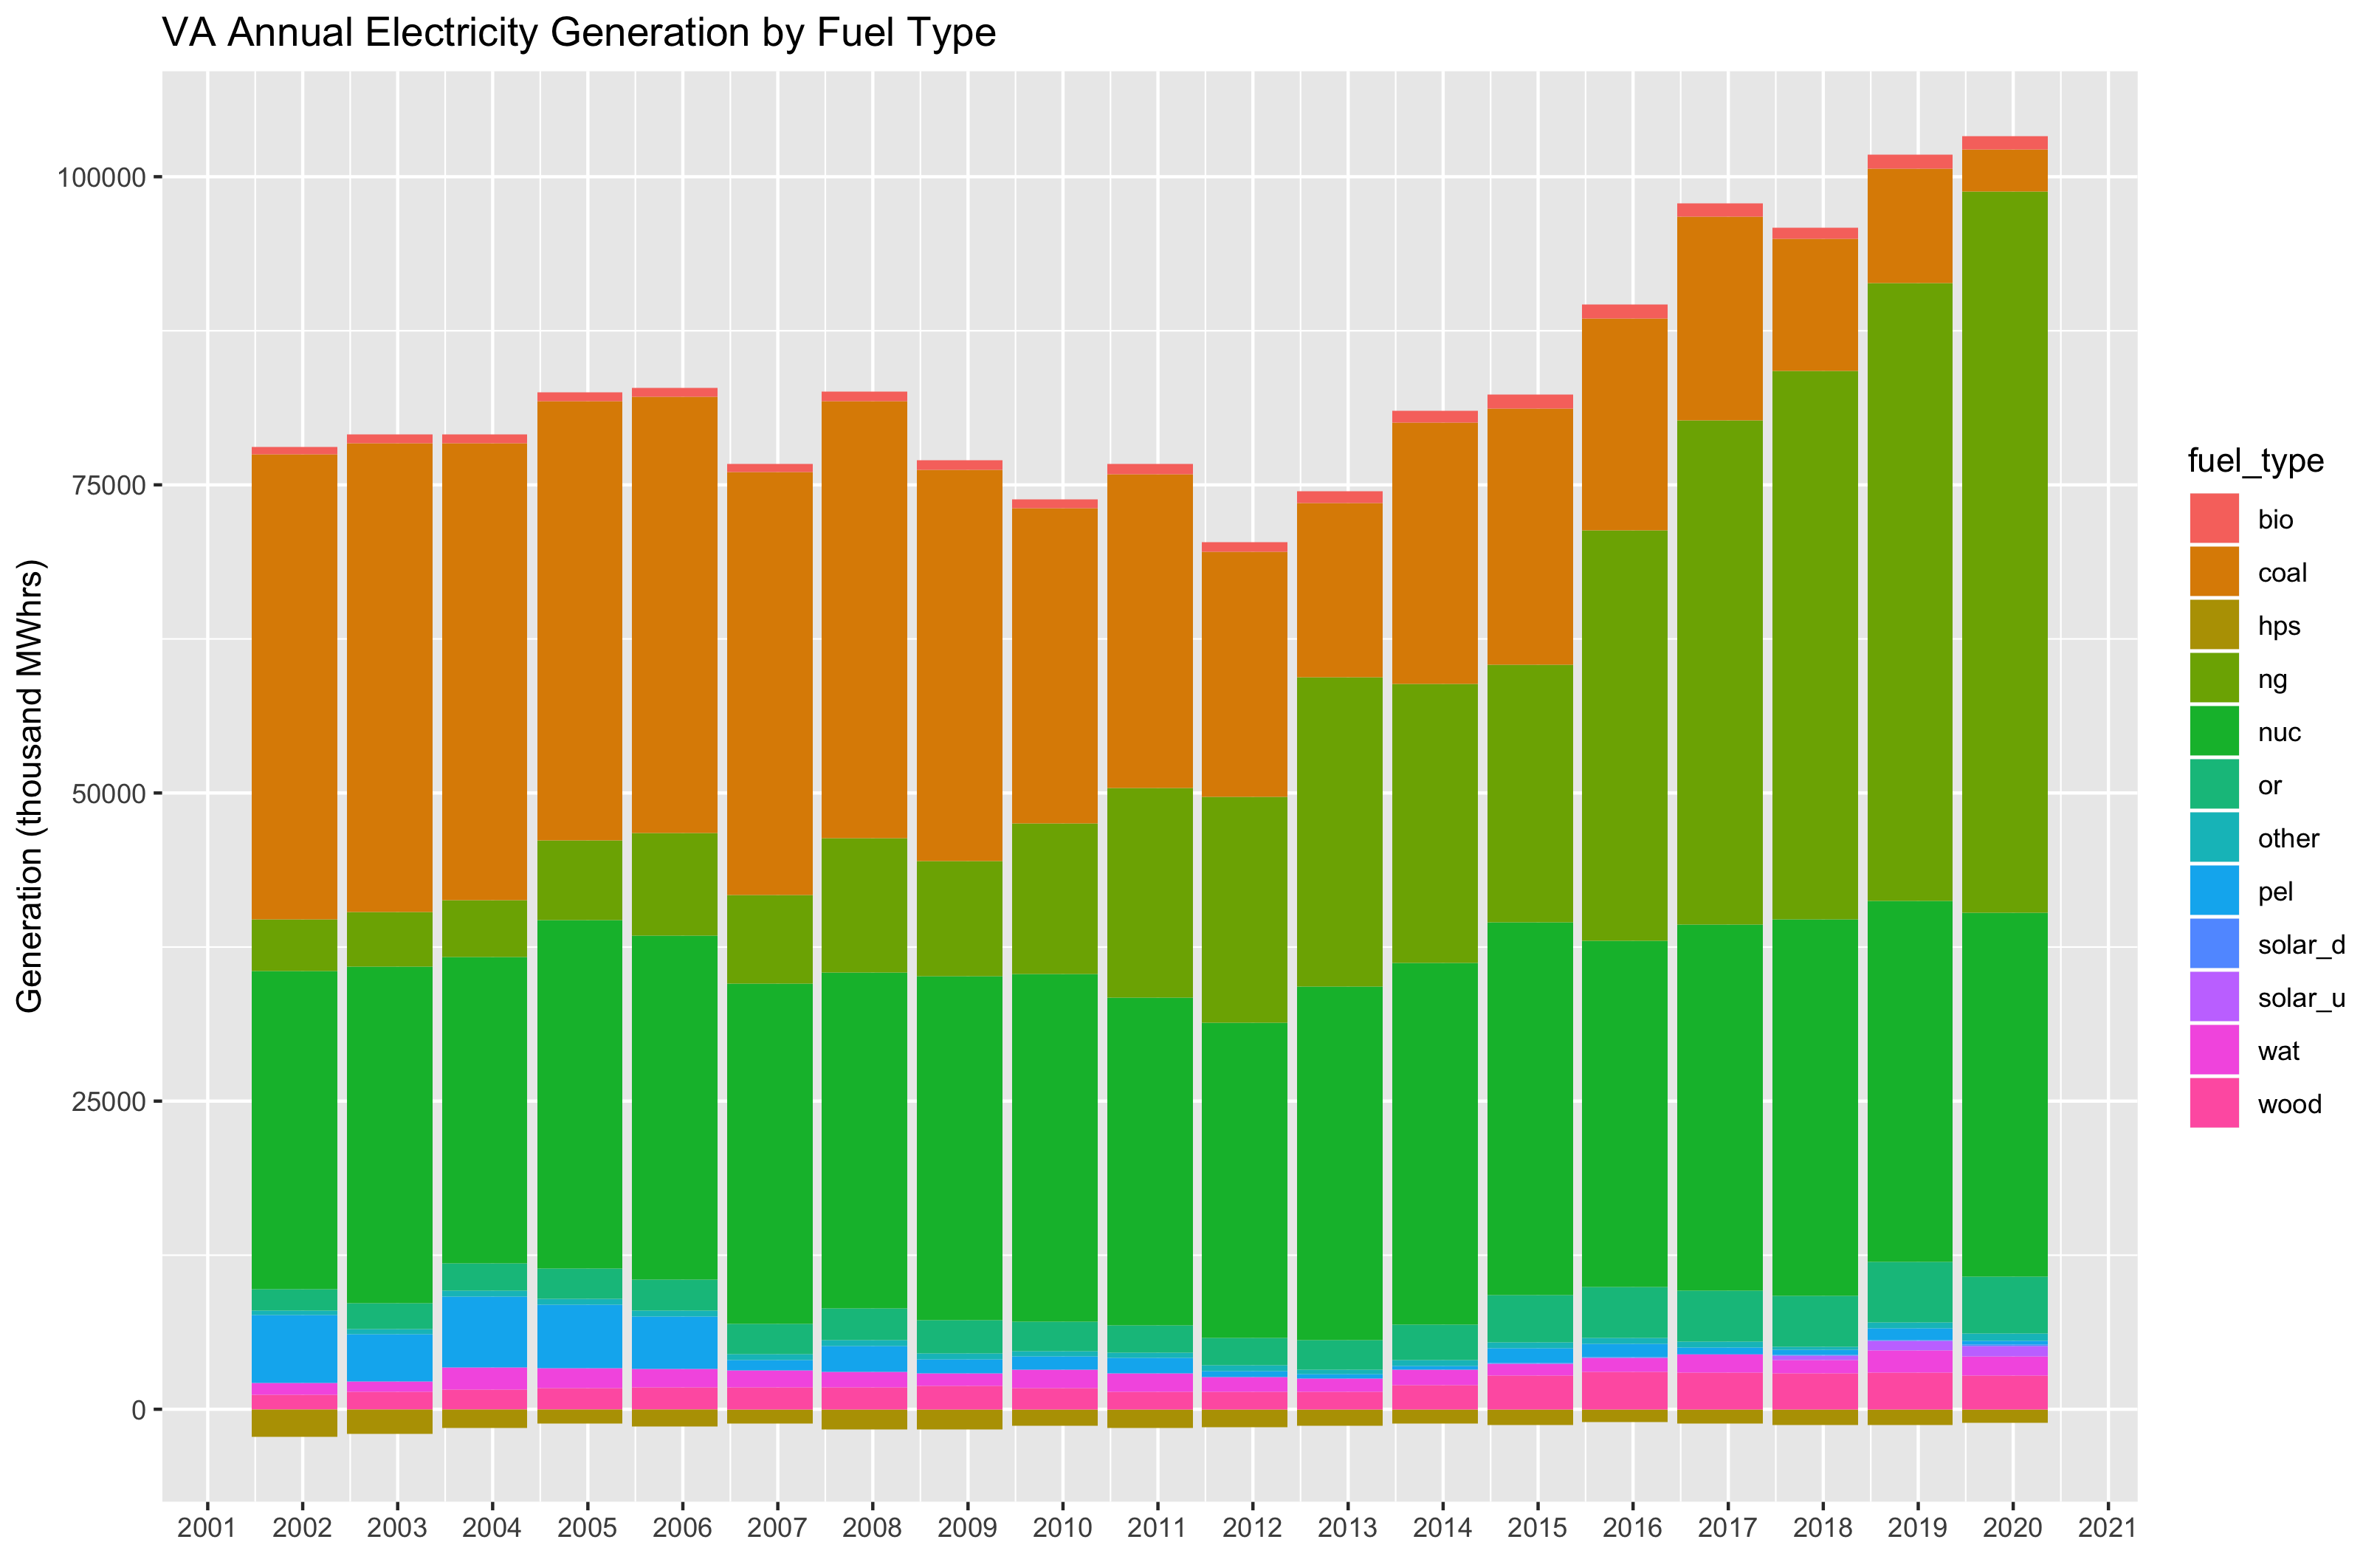 VA Annual Electricity Generation by Fuel Type
Generation (thousand MWhrs)
100000
75000
50000
25000
0
2001 2002 2003 2004 2005 2006 2007 2008 2009 2010 2011 2012 2013 2014 2015 2016 2017 2018 2019 2020 2021
fuel_type
bio
coal
hps
ng
nuc
or
other
pel
solar_d
solar_u
wat
wood